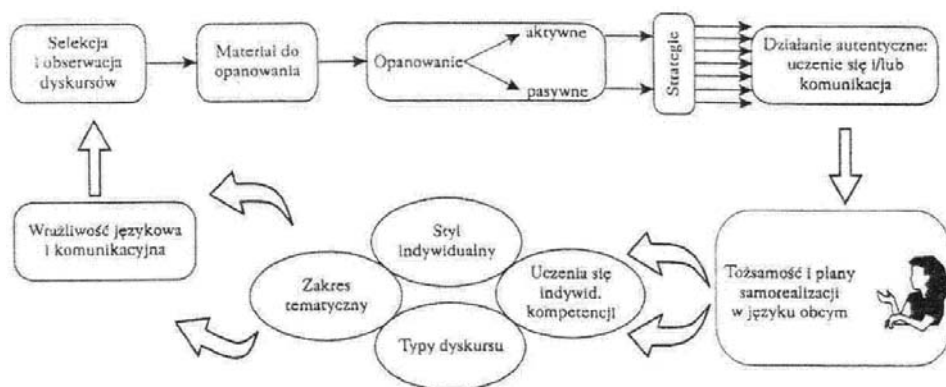 Selekcja
i obserwacja
dyskursów
Materiał do
opanowania
Opanowanie
aktywne
pasywne
Strategie
Działanie autentyczne:
uczenie się i/lub
komunikacja
Wrażliwość językowa
i komunikacyjna
Styl
indywidualny
Zakres
tematyczny
Uczenia się
indywid.
kompetencji
Typy dyskursu
Tożsamość i plany
samorealizacji
w języku obcym